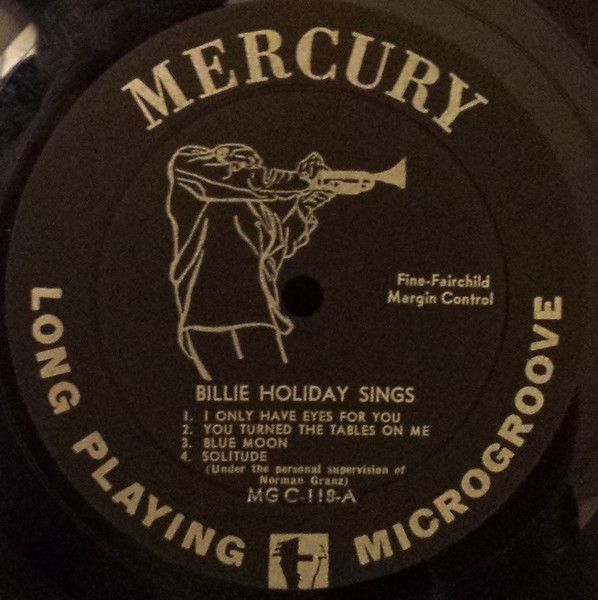 MERCURY
Fine-Fairchild
Margin Control
BILLIE HOLIDAY SINGS
1. I ONLY HAVE EYES FOR YOU
2. YOU TURNED THE TABLES ON ME
3. BLUE MOON
4. SOLITUDE
(Under the personal supervision of
Norman Granz)
MG C-118-A
LONG PLAYING MICROGROOVE